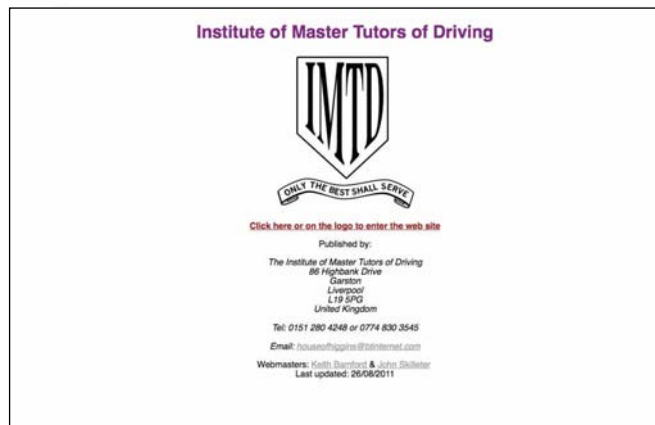 Institute of Master Tutors of Driving
IMTD
ONLY THE BEST SHALL SERVE
Click here or on the logo to enter the web site
Published by:
The Institute of Master Tutors of Driving
86 Highbank Drive
Garston
Liverpool
L19 5PG
United Kingdom
Tel: 0151 280 4248 or 0774 830 3545
Email: houseofhiggins@btinternet.com
Webmasters: Keith Bamford & John Skilleter
Last updated: 26/08/2011